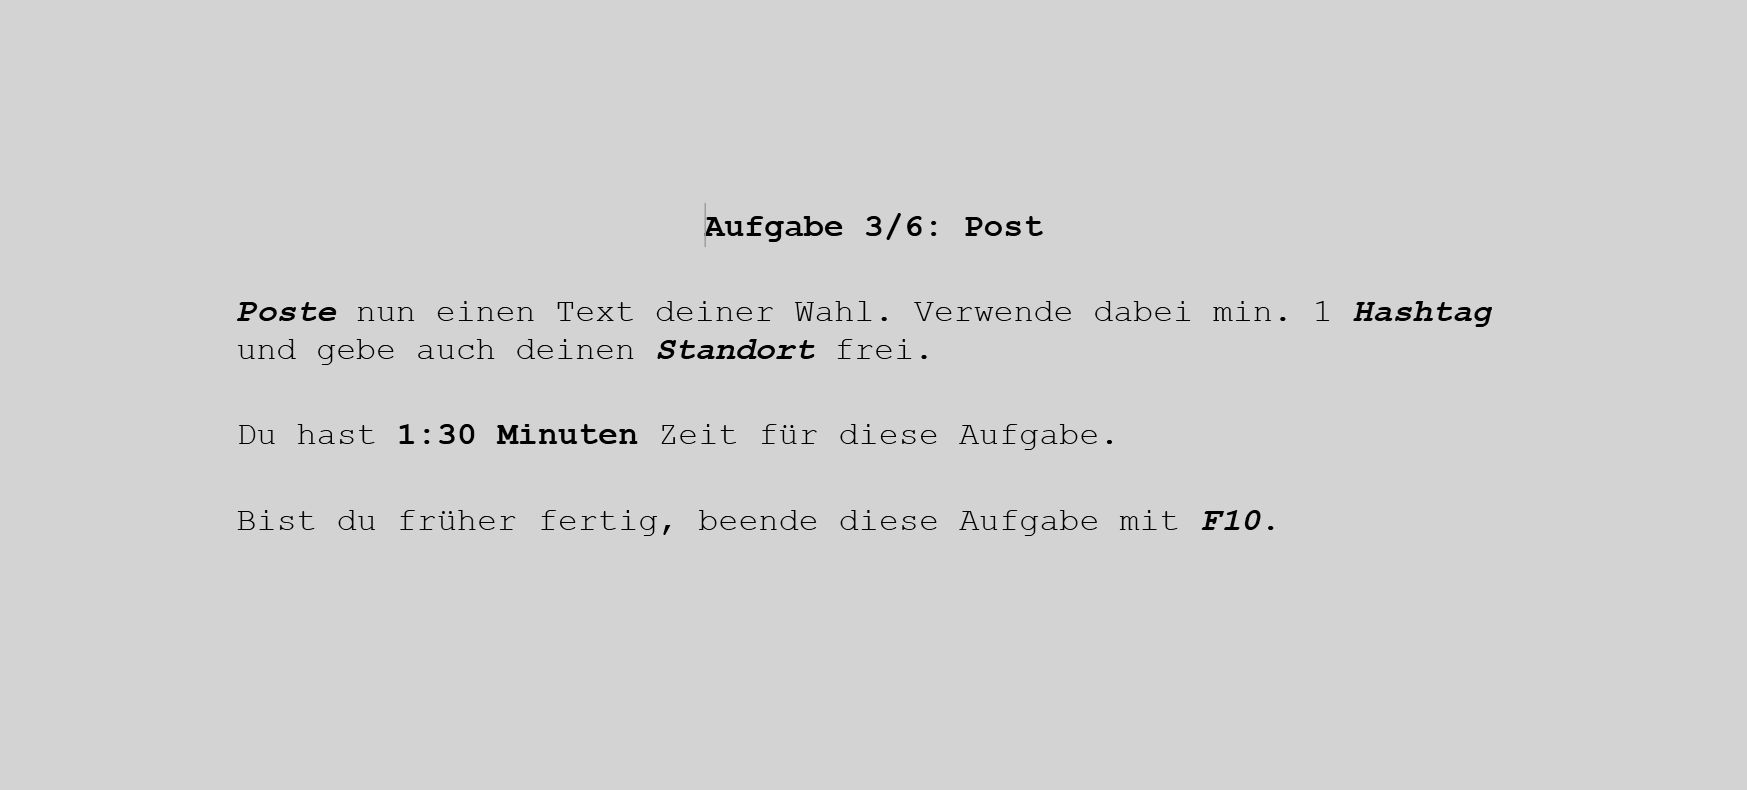 Aufgabe 3/6: Post
Poste nun einen Text deiner Wahl. Verwende dabei min. 1 Hashtag
und gebe auch deinen Standort frei.
Du hast 1:30 Minuten Zeit für diese Aufgabe.
Bist du früher fertig, beende diese Aufgabe mit F10.